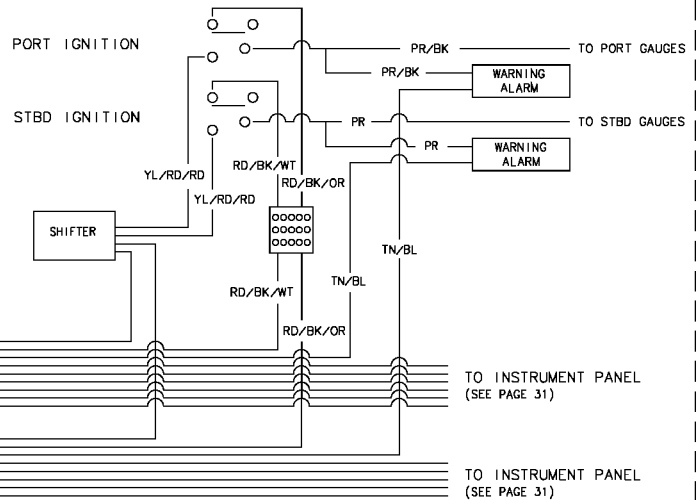 PORT IGNITION
PR/BK
TO PORT GAUGES
PR/BK
WARNING
ALARM
STBD IGNITION
PR
TO STBD GAUGES
PR
WARNING
ALARM
RD/BK/WT
YL/RD/RD
RD/BK/OR
YL/RD/RD
SHIFTER
TN/BL
TN/BL
RD/BK/WT
RD/BK/OR
TO INSTRUMENT PANEL
(SEE PAGE 31)
TO INSTRUMENT PANEL
(SEE PAGE 31)